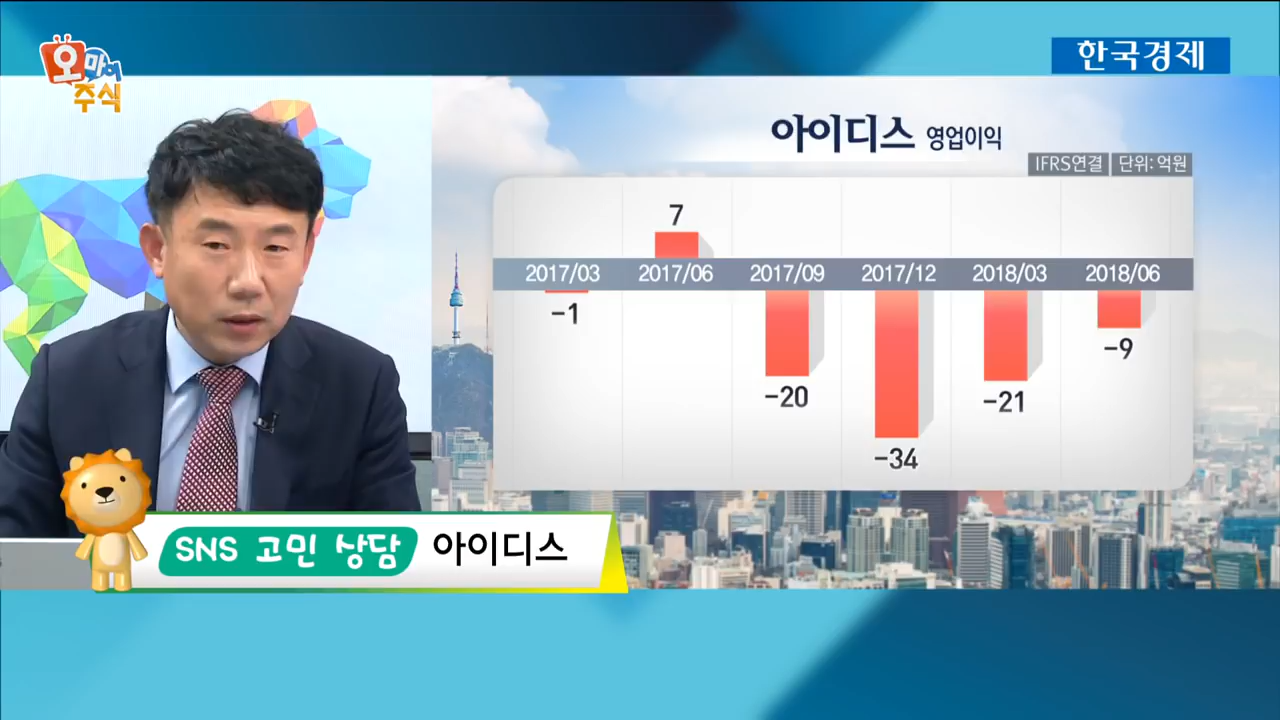 오마이
주식
한국경제
아이디스 영업이익
IFRS연결 단위: 억원
7
2017/03 2017/06 2017/09 2017/12 2018/03 2018/06
-1
-9
-20
-21
-34
SNS 고민 상담 아이디스